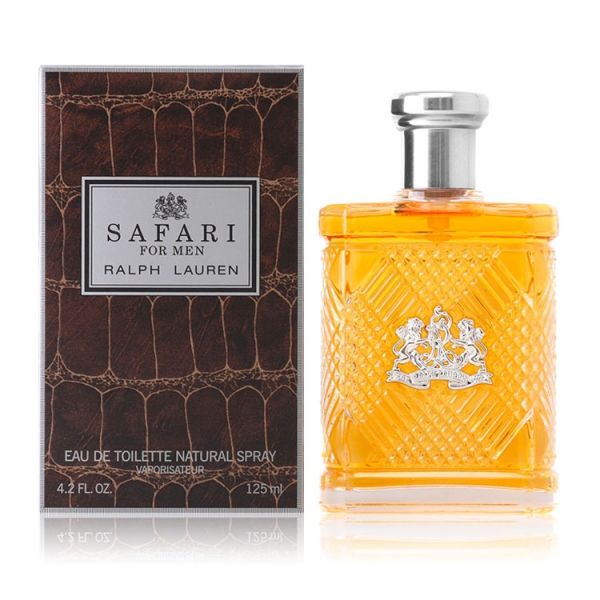 SAFARI
FOR MEN
RALPH LAUREN
EAU DE TOILETTE NATURAL SPRAY
VAPORISATEUR
4.2 FL. OZ. 125 ml